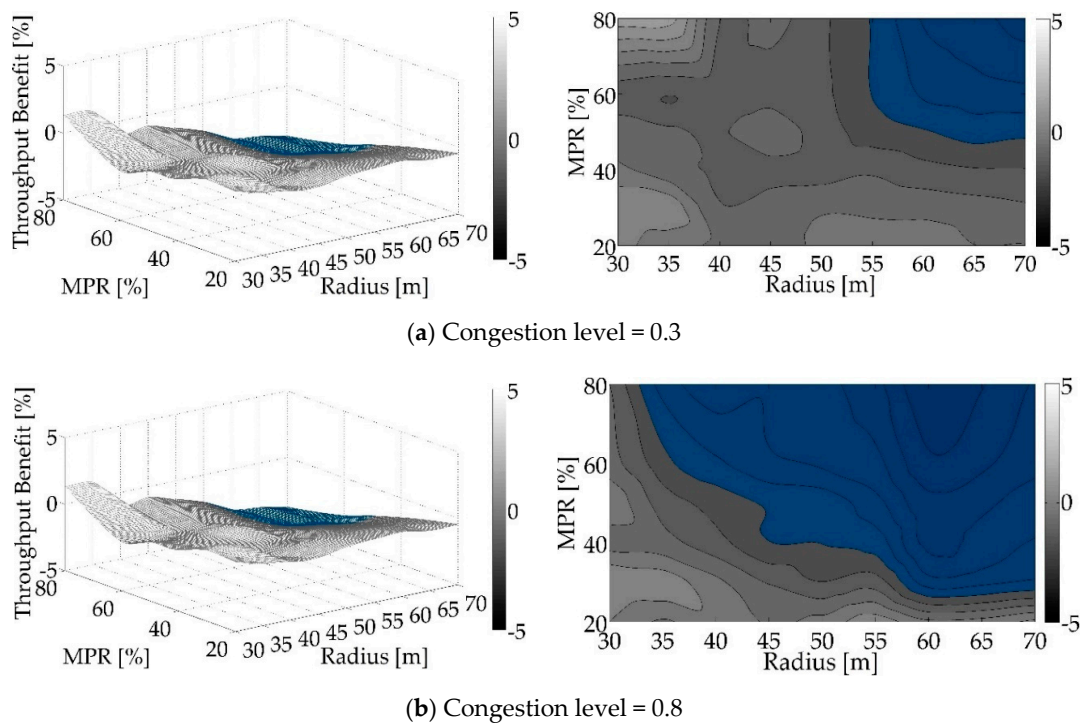 Throughput Benefit [%]
5
0
-5
80
60
40
20
MPR [%]
30 35 40 45 50 55 60 65 70
Radius [m]
5
0
-5
MPR [%]
80
60
40
20
30 35 40 45 50 55 60 65 70
Radius [m]
5
0
-5
(a) Congestion level = 0.3
Throughput Benefit [%]
5
0
-5
80
60
40
20
MPR [%]
30 35 40 45 50 55 60 65 70
Radius [m]
5
0
-5
MPR [%]
80
60
40
20
30 35 40 45 50 55 60 65 70
Radius [m]
5
0
-5
(b) Congestion level = 0.8